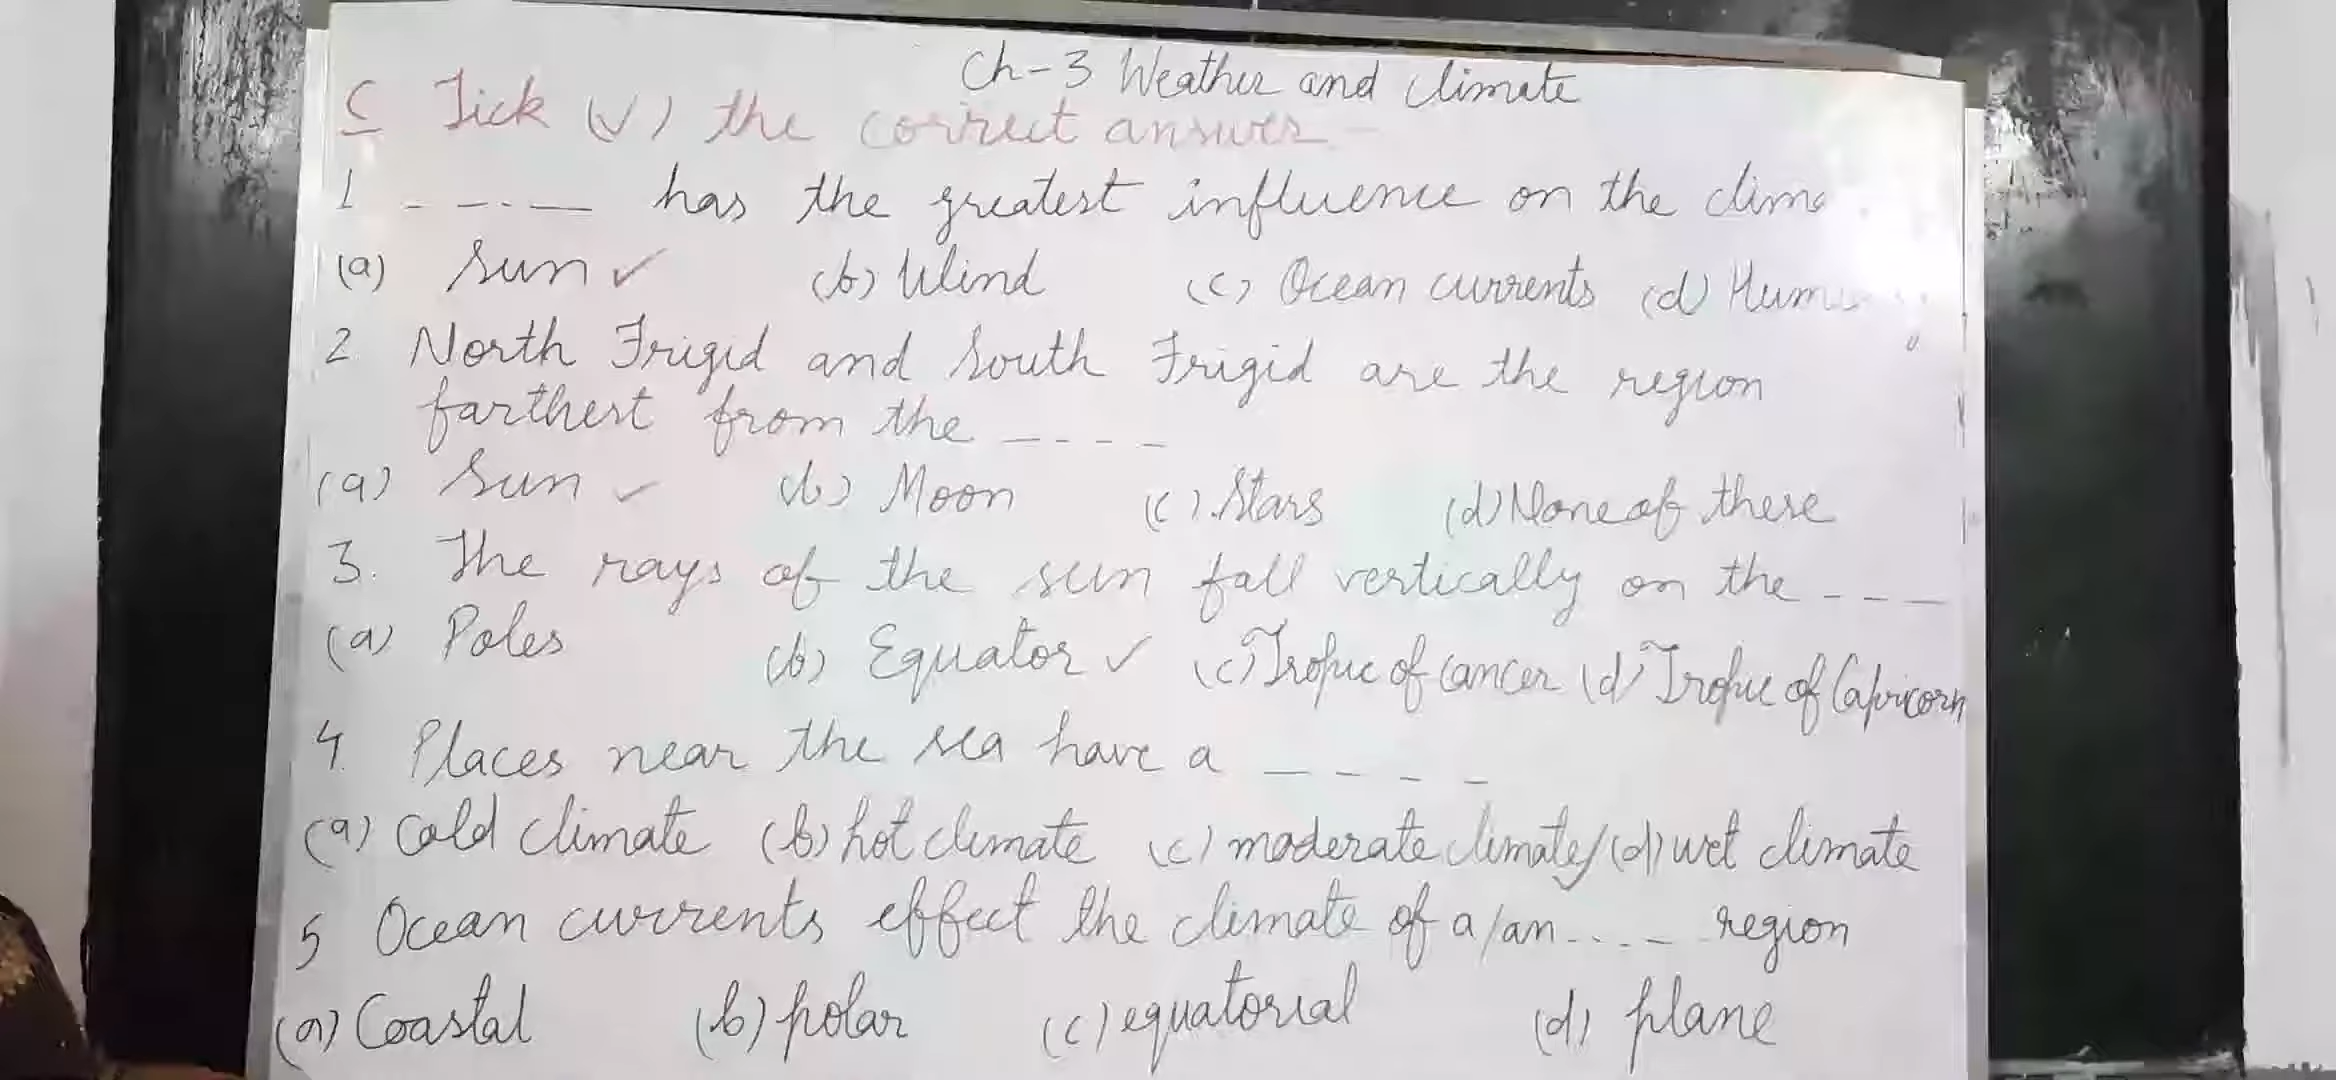 Ch-3 Weather and climate
C Tick (✓) the correct answer -
1 ----- has the greatest influence on the
(a) Sun ✓ (b) Wind (c) Ocean currents (d)
2. North Frigid and South Frigid are the region
farthest from the ----
(a) Sun ✓ (b) Moon (c) Stars (d) None of these
3. The rays of the sun fall vertically on the ---
(a) Poles (b) Equator ✓ (c) Tropic of cancer (d) Tropic of Capricorn
4. Places near the sea have a ----
(a) Cold climate (b) hot climate (c) moderate climate ✓ (d) wet climate
5 Ocean currents effect the climate of a/an ---- region
(a) Coastal (b) polar (c) equatorial (d) plane